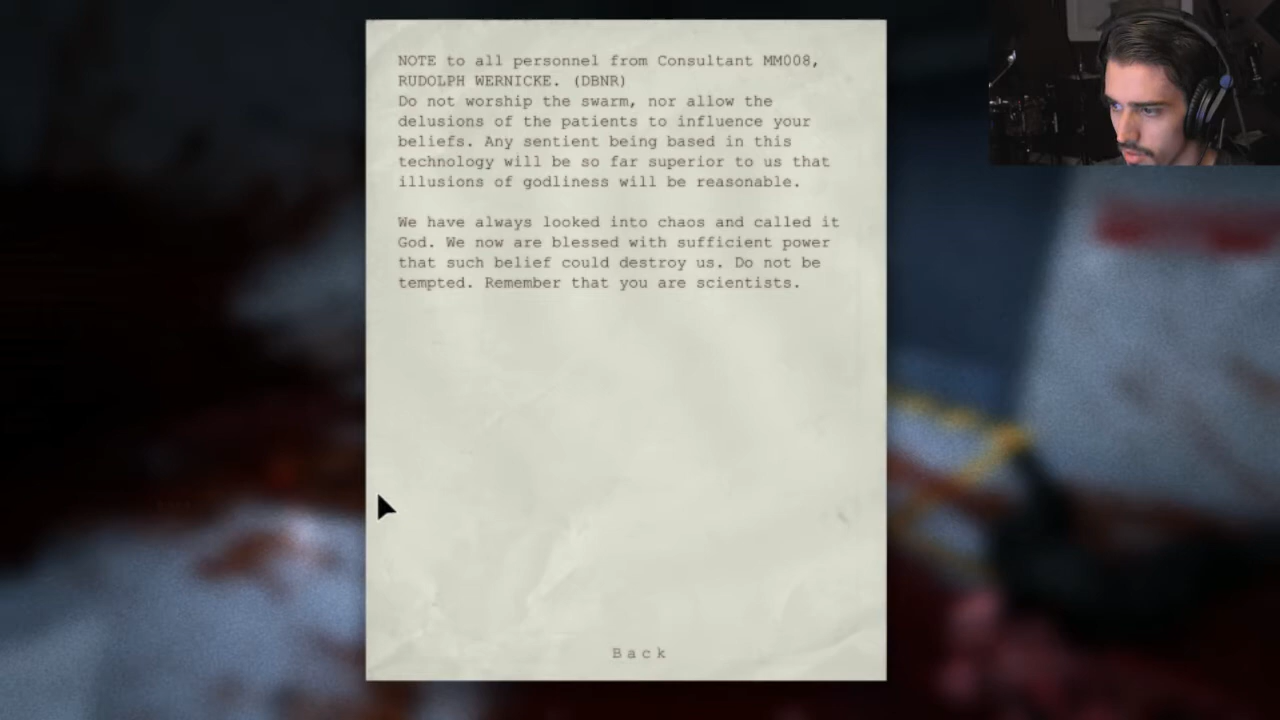 NOTE to all personnel from Consultant MM008,
RUDOLPH WERNICKE. (DBNR)
Do not worship the swarm, nor allow the
delusions of the patients to influence your
beliefs. Any sentient being based in this
technology will be so far superior to us that
illusions of godliness will be reasonable.
We have always looked into chaos and called it
God. We now are blessed with sufficient power
that such belief could destroy us. Do not be
tempted. Remember that you are scientists.
Back